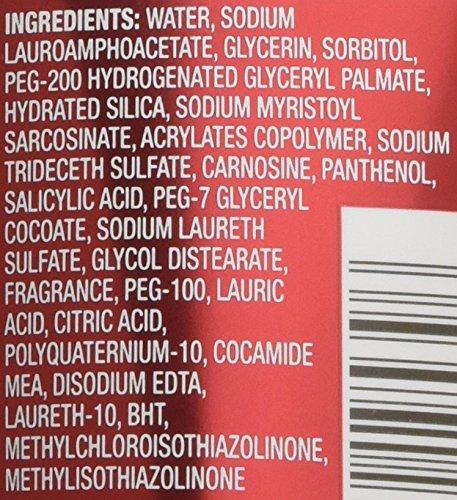 INGREDIENTS: WATER, SODIUM
LAUROAMPHOACETATE, GLYCERIN, SORBITOL,
PEG-200 HYDROGENATED GLYCERYL PALMATE,
HYDRATED SILICA, SODIUM MYRISTOYL
SARCOSINATE, ACRYLATES COPOLYMER, SODIUM
TRIDECETH SULFATE, CARNOSINE, PANTHENOL,
SALICYLIC ACID, PEG-7 GLYCERYL
COCOATE, SODIUM LAURETH
SULFATE, GLYCOL DISTEARATE,
FRAGRANCE, PEG-100, LAURIC
ACID, CITRIC ACID,
POLYQUATERNIUM-10, COCAMIDE
MEA, DISODIUM EDTA,
LAURETH-10, BHT,
METHYLCHLOROISOTHIAZOLINONE,
METHYLISOTHIAZOLINONE